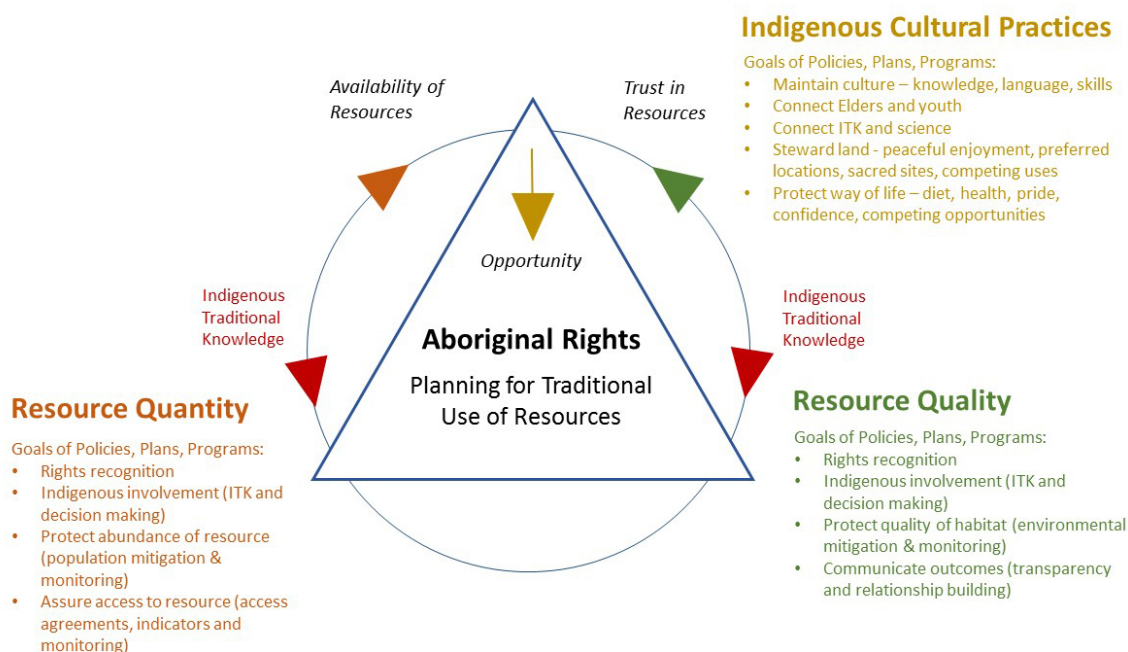 Indigenous Cultural Practices
Goals of Policies, Plans, Programs:
• Maintain culture – knowledge, language, skills
• Connect Elders and youth
• Connect ITK and science
• Steward land - peaceful enjoyment, preferred
locations, sacred sites, competing uses
• Protect way of life – diet, health, pride,
confidence, competing opportunities
Availability of
Resources
Trust in
Resources
Opportunity
Indigenous
Traditional
Knowledge
Indigenous
Traditional
Knowledge
Aboriginal Rights
Planning for Traditional
Use of Resources
Resource Quantity
Goals of Policies, Plans, Programs:
• Rights recognition
• Indigenous involvement (ITK and
decision making)
• Protect abundance of resource
(population mitigation &
monitoring)
• Assure access to resource (access
agreements, indicators and
monitoring)
Resource Quality
Goals of Policies, Plans, Programs:
• Rights recognition
• Indigenous involvement (ITK and
decision making)
• Protect quality of habitat (environmental
mitigation & monitoring)
• Communicate outcomes (transparency
and relationship building)